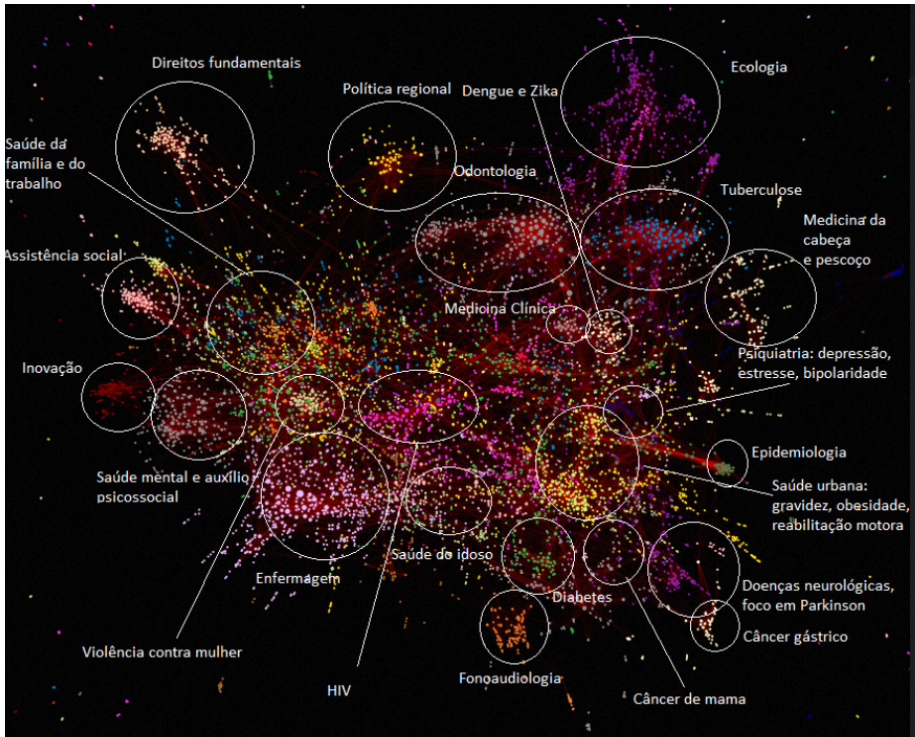 Direitos fundamentais
Política regional
Dengue e Zika
Ecologia
Saúde da
família e do
trabalho
Odontologia
Tuberculose
Medicina da
cabeça
e pescoço
Assistência social
Medicina Clínica
Psiquiatria: depressão,
estresse, bipolaridade
Inovação
Epidemiologia
Saúde mental e auxílio
psicossocial
Saúde urbana:
gravidez, obesidade,
reabilitação motora
Saúde do idoso
Enfermagem
Diabetes
Doenças neurológicas,
foco em Parkinson
Câncer gástrico
Violência contra mulher
Fonoaudiologia
HIV
Câncer de mama